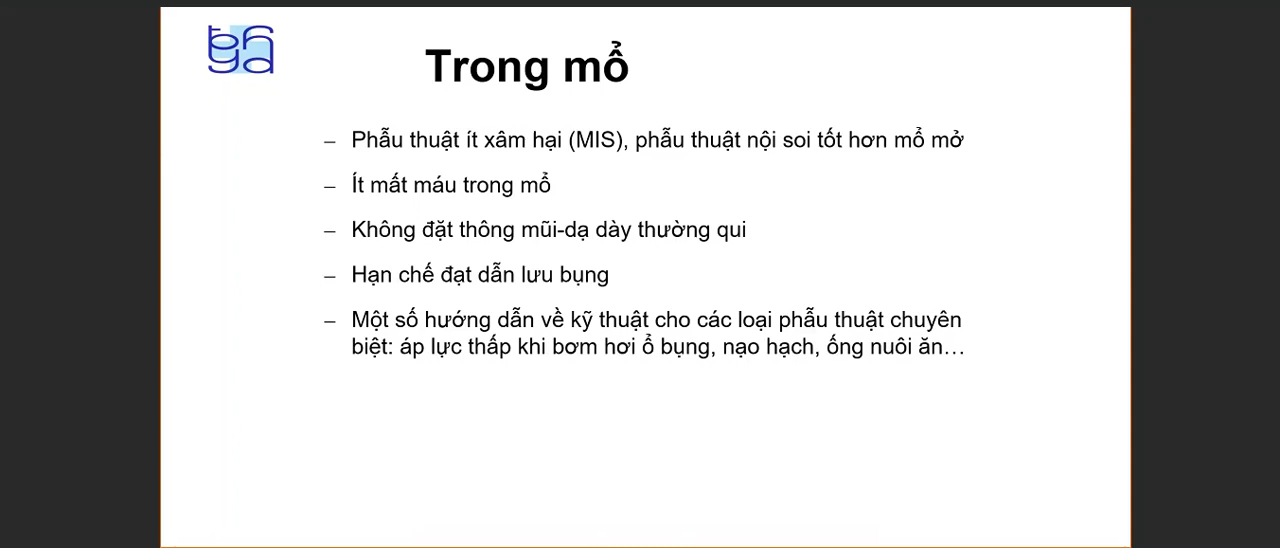 Trong mổ
– Phẫu thuật ít xâm hại (MIS), phẫu thuật nội soi tốt hơn mổ mở
– Ít mất máu trong mổ
– Không đặt thông mũi-dạ dày thường qui
– Hạn chế đạt dẫn lưu bụng
– Một số hướng dẫn về kỹ thuật cho các loại phẫu thuật chuyên
biệt: áp lực thấp khi bơm hơi ổ bụng, nạo hạch, ống nuôi ăn…